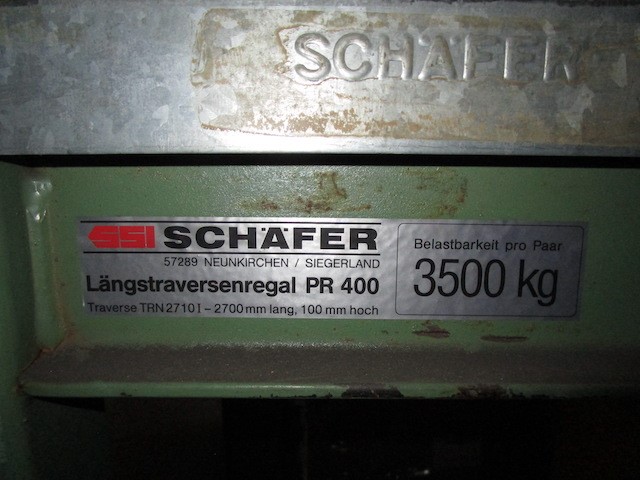 SCHÄFER
SSI SCHÄFER
57289 NEUNKIRCHEN / SIEGERLAND
Längstraversenregal PR 400
Traverse TRN 2710 I – 2700 mm lang, 100 mm hoch
Belastbarkeit pro Paar
3500 kg